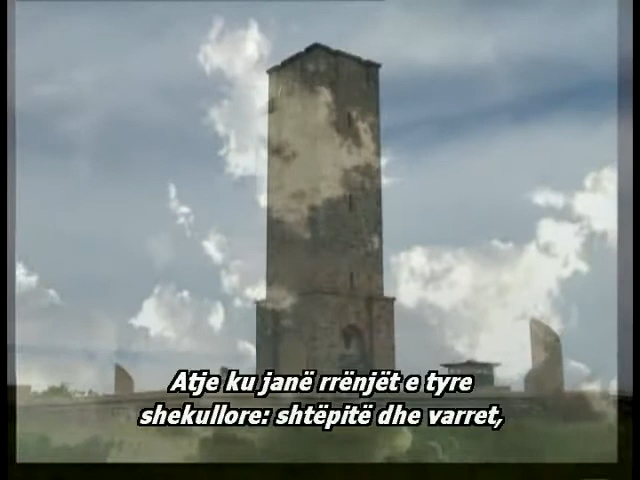 Atje ku janë rrënjët e tyre
shekullore: shtëpitë dhe varret,